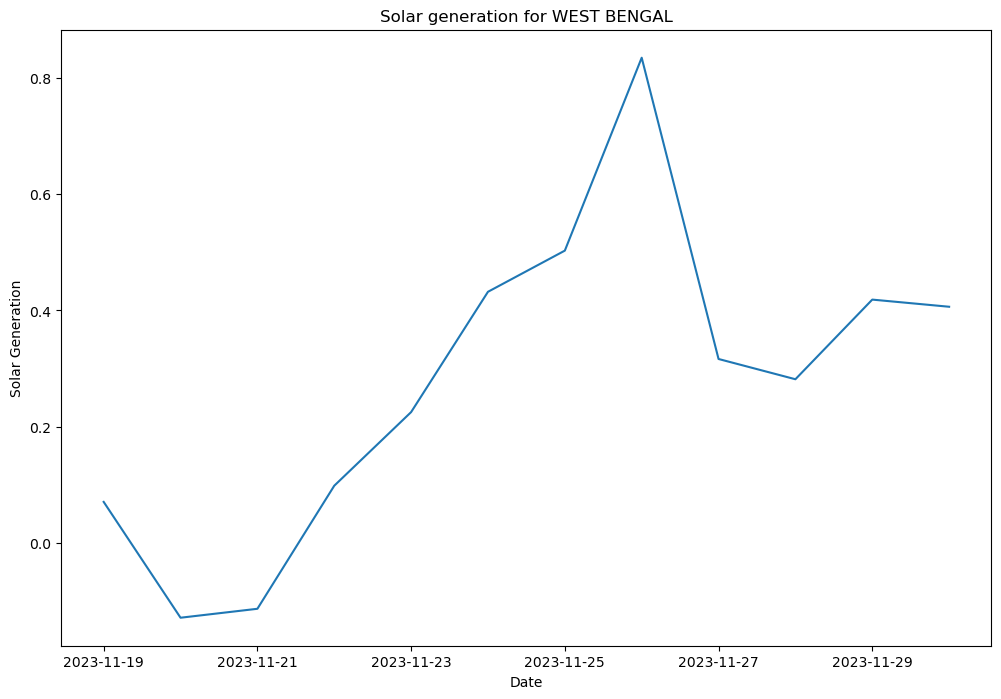 Solar generation for WEST BENGAL
Solar Generation
0.8
0.6
0.4
0.2
0.0
2023-11-19 2023-11-21 2023-11-23 2023-11-25 2023-11-27 2023-11-29
Date